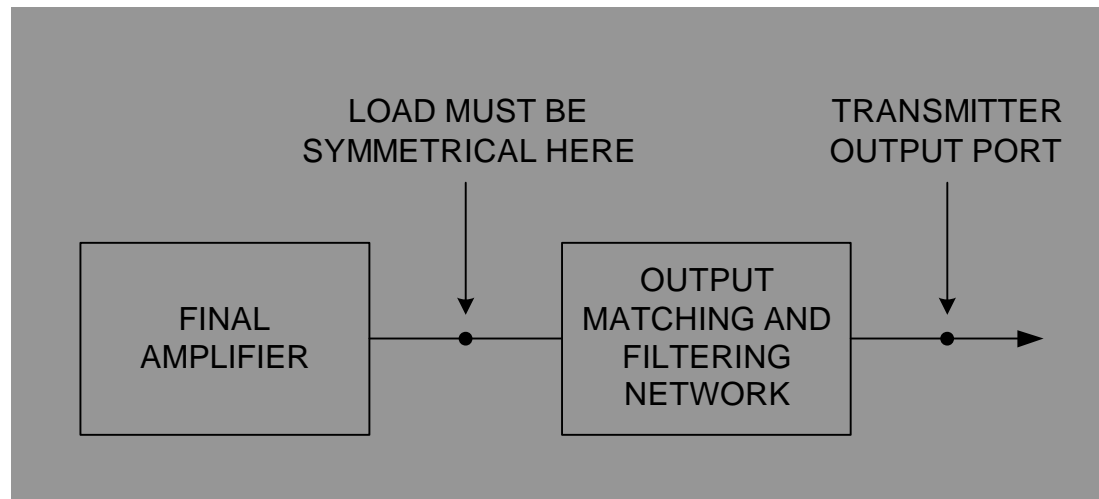 LOAD MUST BE
SYMMETRICAL HERE
TRANSMITTER
OUTPUT PORT
FINAL
AMPLIFIER
OUTPUT
MATCHING AND
FILTERING
NETWORK